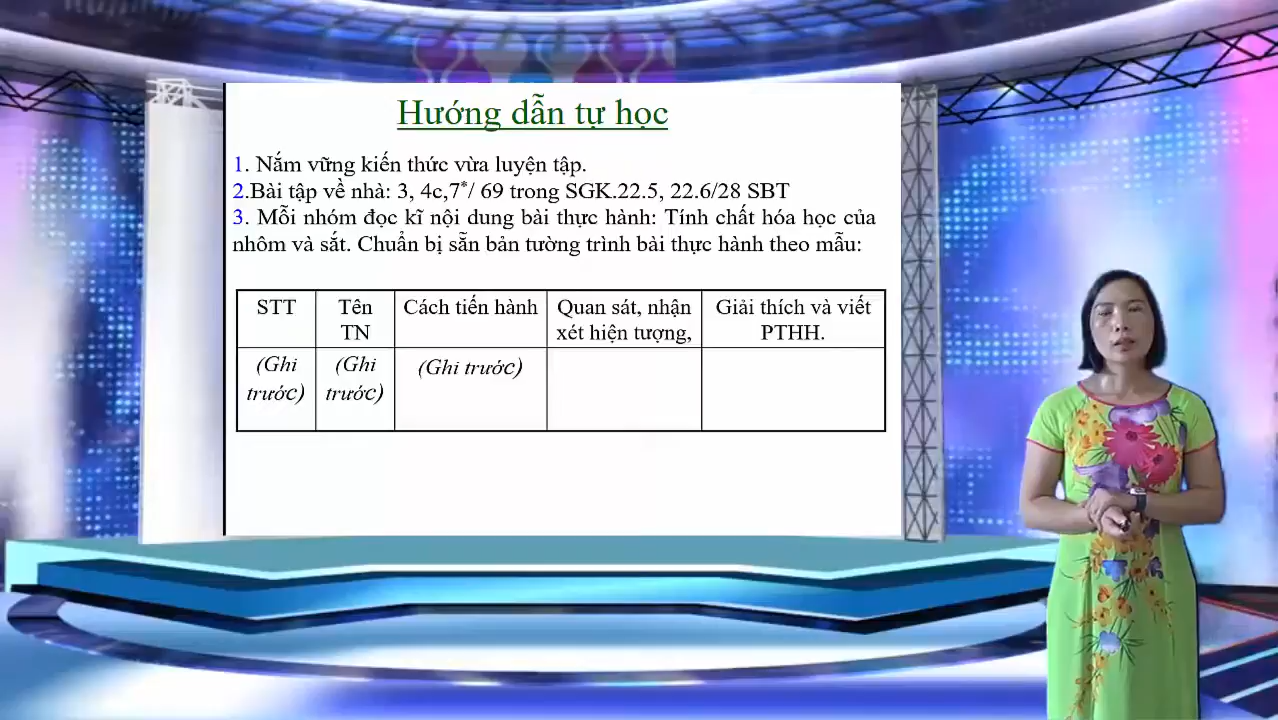 Hướng dẫn tự học
1. Nắm vững kiến thức vừa luyện tập.
2.Bài tập về nhà: 3, 4c,7*/ 69 trong SGK.22.5, 22.6/28 SBT
3. Mỗi nhóm đọc kĩ nội dung bài thực hành: Tính chất hóa học của
nhôm và sắt. Chuẩn bị sẵn bản tường trình bài thực hành theo mẫu:
STT
Tên
TN
Cách tiến hành
Quan sát, nhận
xét hiện tượng,
Giải thích và viết
PTHH.
(Ghi
trước)
(Ghi
trước)
(Ghi trước)